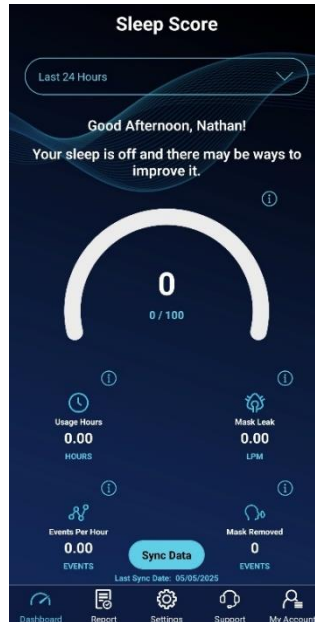 Sleep Score
Last 24 Hours
Good Afternoon, Nathan!
Your sleep is off and there may be ways to
improve it.
0
0 / 100
Usage Hours
0.00
HOURS
Mask Leak
0.00
LPM
Events Per Hour
0.00
EVENTS
Mask Removed
0
EVENTS
Sync Data
Last Sync Date: 05/05/2025
Dashboard Report Settings Support My Account